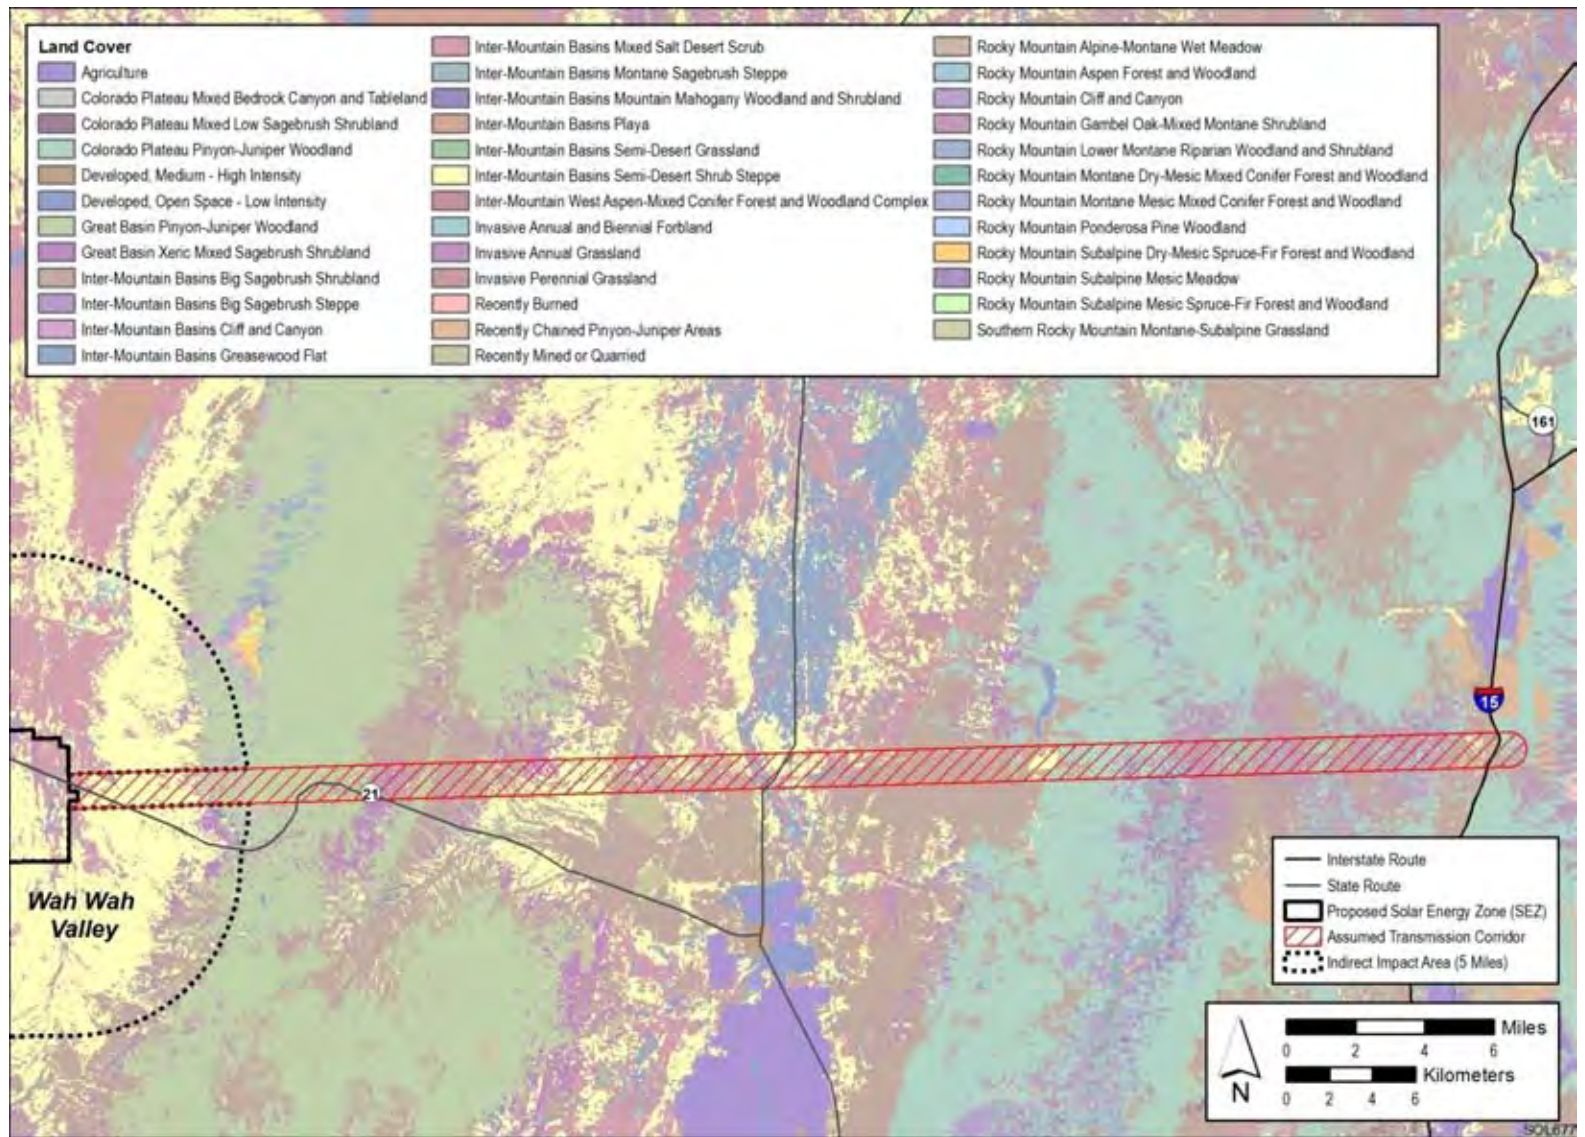 Land Cover
Agriculture
Colorado Plateau Mixed Bedrock Canyon and Tableland
Colorado Plateau Mixed Low Sagebrush Shrubland
Colorado Plateau Pinyon-Juniper Woodland
Developed, Medium - High Intensity
Developed, Open Space - Low Intensity
Great Basin Pinyon-Juniper Woodland
Great Basin Xeric Mixed Sagebrush Shrubland
Inter-Mountain Basins Big Sagebrush Shrubland
Inter-Mountain Basins Big Sagebrush Steppe
Inter-Mountain Basins Cliff and Canyon
Inter-Mountain Basins Greasewood Flat
Inter-Mountain Basins Mixed Salt Desert Scrub
Inter-Mountain Basins Montane Sagebrush Steppe
Inter-Mountain Basins Mountain Mahogany Woodland and Shrubland
Inter-Mountain Basins Playa
Inter-Mountain Basins Semi-Desert Grassland
Inter-Mountain Basins Semi-Desert Shrub Steppe
Inter-Mountain West Aspen-Mixed Conifer Forest and Woodland Complex
Invasive Annual and Biennial Forbland
Invasive Annual Grassland
Invasive Perennial Grassland
Recently Burned
Recently Chained Pinyon-Juniper Areas
Recently Mined or Quarried
Rocky Mountain Alpine-Montane Wet Meadow
Rocky Mountain Aspen Forest and Woodland
Rocky Mountain Cliff and Canyon
Rocky Mountain Gambel Oak-Mixed Montane Shrubland
Rocky Mountain Lower Montane Riparian Woodland and Shrubland
Rocky Mountain Montane Dry-Mesic Mixed Conifer Forest and Woodland
Rocky Mountain Montane Mesic Mixed Conifer Forest and Woodland
Rocky Mountain Ponderosa Pine Woodland
Rocky Mountain Subalpine Dry-Mesic Spruce-Fir Forest and Woodland
Rocky Mountain Subalpine Mesic Meadow
Rocky Mountain Subalpine Mesic Spruce-Fir Forest and Woodland
Southern Rocky Mountain Montane-Subalpine Grassland
161
15
21
Wah Wah
Valley
Interstate Route
State Route
Proposed Solar Energy Zone (SEZ)
Assumed Transmission Corridor
Indirect Impact Area (5 Miles)
N
Miles
0 2 4 6
Kilometers
0 2 4 6
SOL677